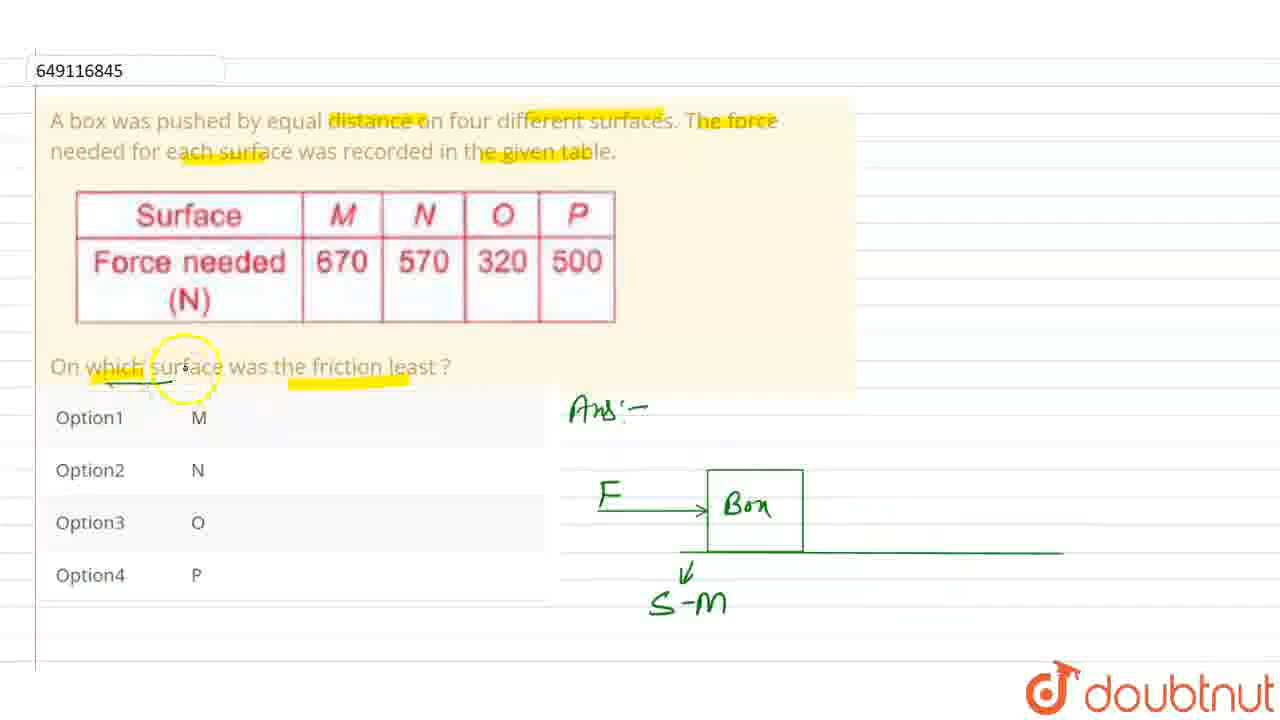 649116845
A box was pushed by equal distance on four different surfaces. The force
needed for each surface was recorded in the given table.
Surface M N O P
Force needed 670 570 320 500
(N)
On which surface was the friction least ?
Option1 M
Option2 N
Option3 O
Option4 P
Ans:-
F
Box
S-M
doubtnut